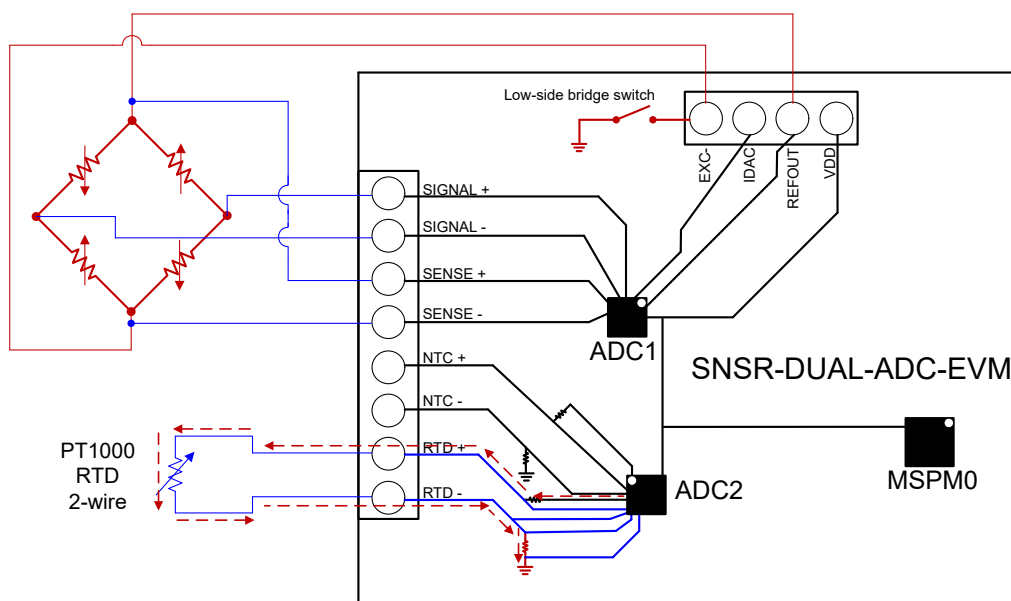 Low-side bridge switch
EXC-
IDAC
REFOUT
VDD
SIGNAL +
SIGNAL -
SENSE +
SENSE -
ADC1
NTC +
SNSR-DUAL-ADC-EVM
NTC -
PT1000
RTD
2-wire
RTD +
RTD -
ADC2
MSPM0